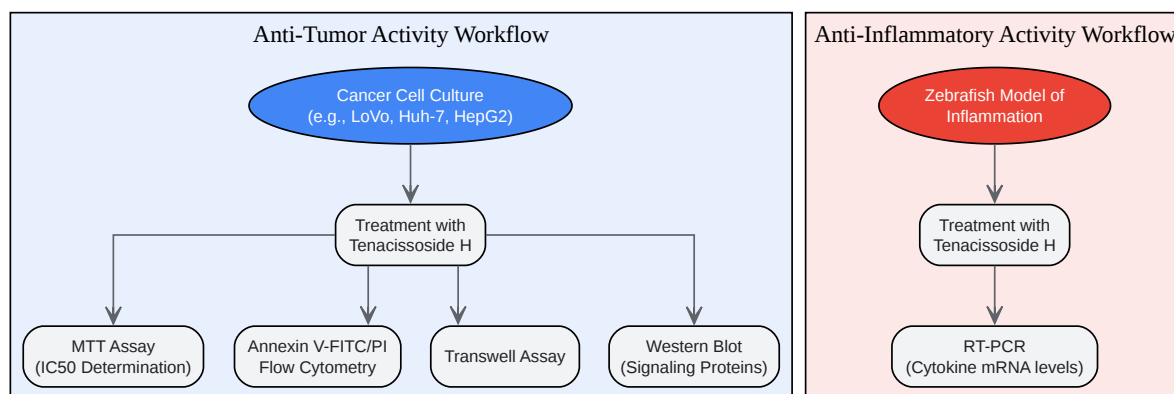 Anti-Tumor Activity Workflow
Cancer Cell Culture
(e.g., LoVo, Huh-7, HepG2)
Treatment with
Tenacissoside H
MTT Assay
(IC50 Determination)
Annexin V-FITC/PI
Flow Cytometry
Transwell Assay
Western Blot
(Signaling Proteins)
Anti-Inflammatory Activity Workflow
Zebrafish Model of
Inflammation
Treatment with
Tenacissoside H
RT-PCR
(Cytokine mRNA levels)